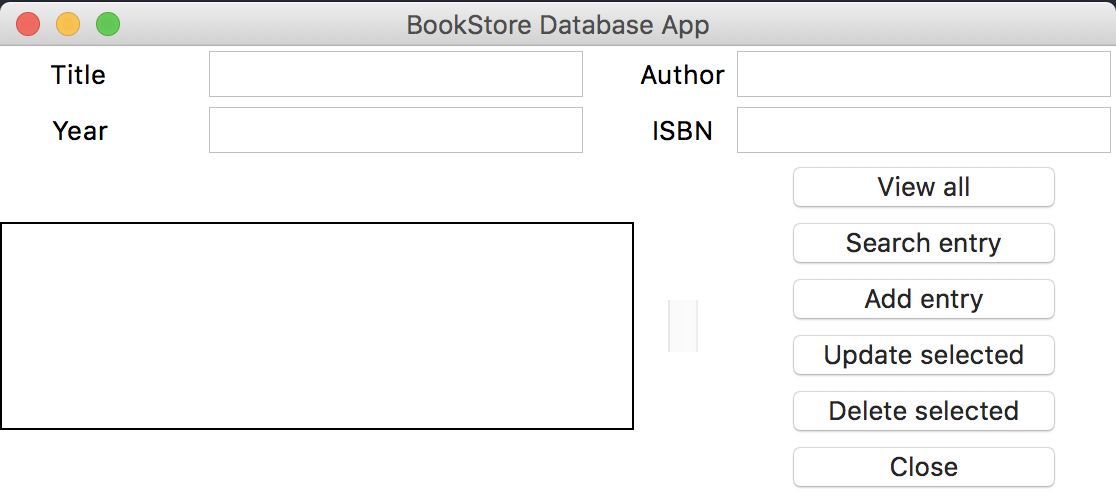 BookStore Database App
Title
Author
Year
ISBN
View all
Search entry
Add entry
Update selected
Delete selected
Close